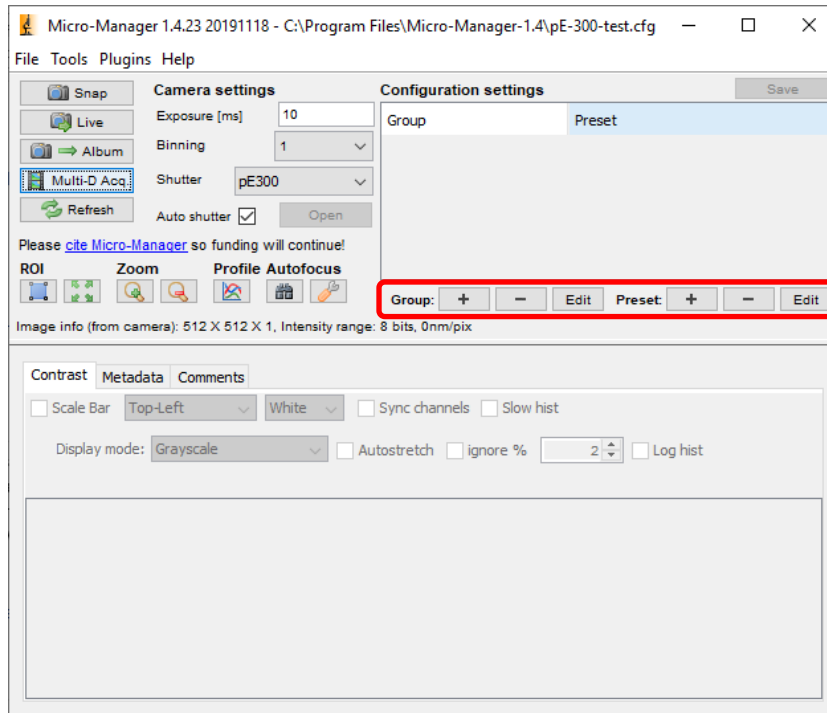 Micro-Manager 1.4.23 20191118 - C:\Program Files\Micro-Manager-1.4\pE-300-test.cfg
File Tools Plugins Help
Snap
Live
Album
Multi-D Acq.
Refresh
Camera settings
Exposure [ms] 10
Binning 1
Shutter pE300
Auto shutter Open
Please cite Micro-Manager so funding will continue!
ROI Zoom Profile Autofocus
Configuration settings Save
Group Preset
Group: + - Edit Preset: + - Edit
Image info (from camera): 512 X 512 X 1, Intensity range: 8 bits, 0nm/pix
Contrast Metadata Comments
Scale Bar Top-Left White Sync channels Slow hist
Display mode: Grayscale Autostretch ignore % 2 Log hist